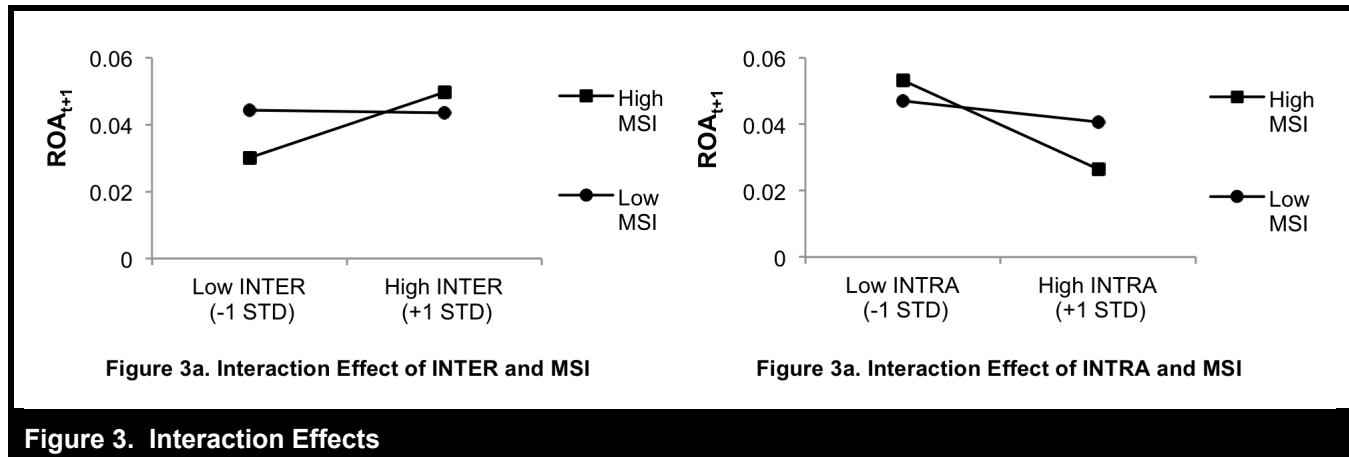 0.06
0.04
0.02
0
ROAt+1
Low INTER
(-1 STD)
High INTER
(+1 STD)
High
MSI
Low
MSI
Figure 3a. Interaction Effect of INTER and MSI
0.06
0.04
0.02
0
ROAt+1
Low INTRA
(-1 STD)
High INTRA
(+1 STD)
High
MSI
Low
MSI
Figure 3a. Interaction Effect of INTRA and MSI
Figure 3. Interaction Effects